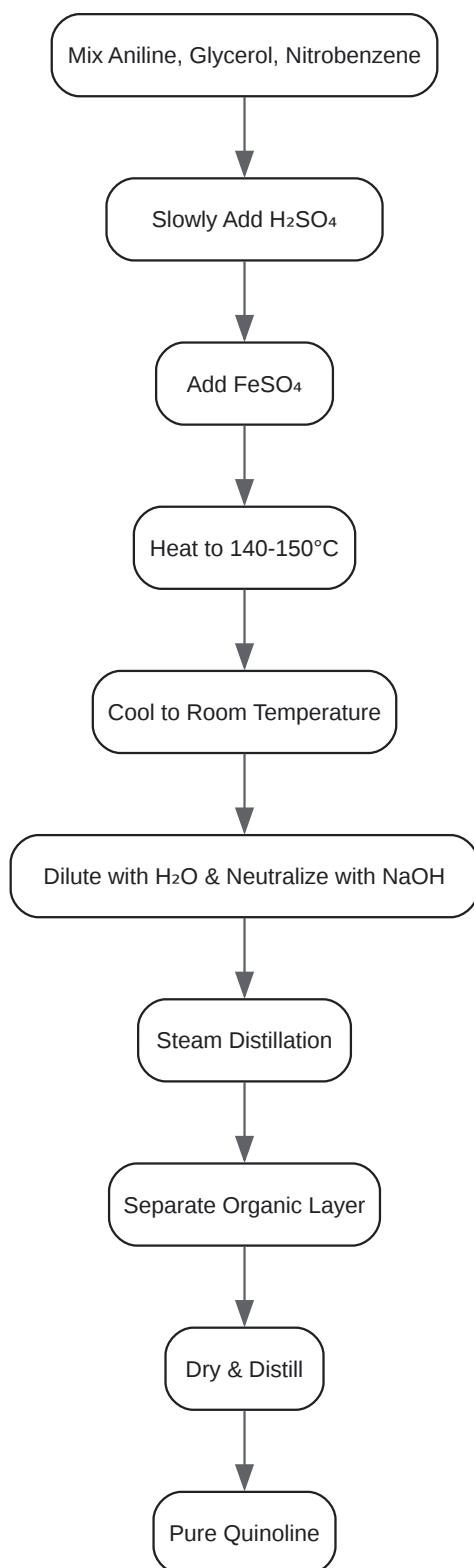 Mix Aniline, Glycerol, Nitrobenzene
Slowly Add H₂SO₄
Add FeSO₄
Heat to 140-150°C
Cool to Room Temperature
Dilute with H₂O & Neutralize with NaOH
Steam Distillation
Separate Organic Layer
Dry & Distill
Pure Quinoline